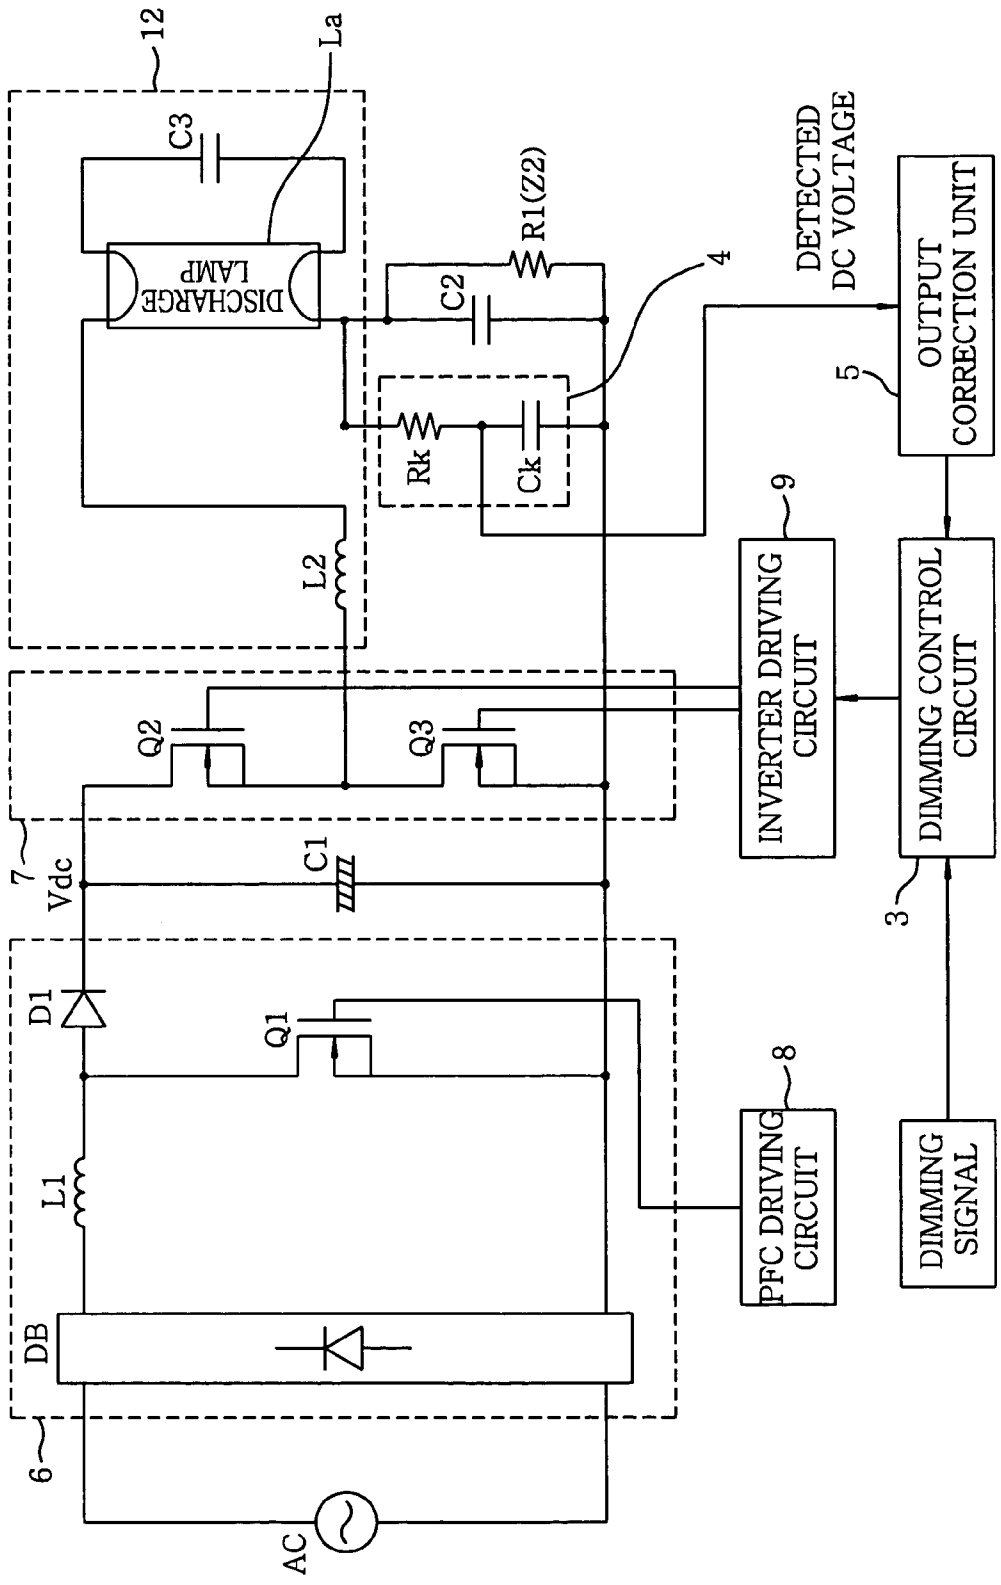 12
La
C3
DISCHARGE
LAMP
R1(Z2)
C2
4
DETECTED
DC VOLTAGE
Rk
Ck
L2
5
OUTPUT
CORRECTION UNIT
7
Vdc
Q2
Q3
C1
9
INVERTER DRIVING
CIRCUIT
3
DIMMING CONTROL
CIRCUIT
D1
Q1
L1
8
PFC DRIVING
CIRCUIT
DIMMING
SIGNAL
DB
6
AC